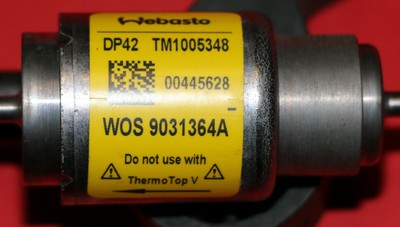 Webasto
DP42 TM1005348
00445628
WOS 9031364A
Do not use with
ThermoTop V